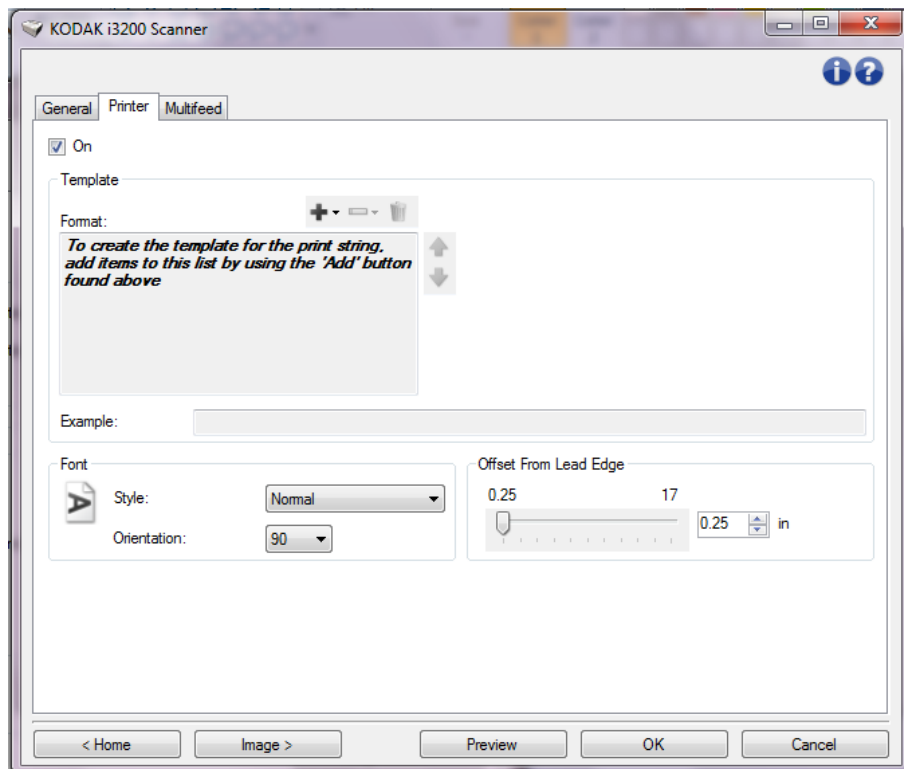 KODAK i3200 Scanner
General Printer Multifeed
On
Template
Format:
To create the template for the print string,
add items to this list by using the 'Add' button
found above
Example:
Font
Style: Normal
Orientation: 90
Offset From Lead Edge
0.25 17
0.25 in
< Home Image > Preview OK Cancel